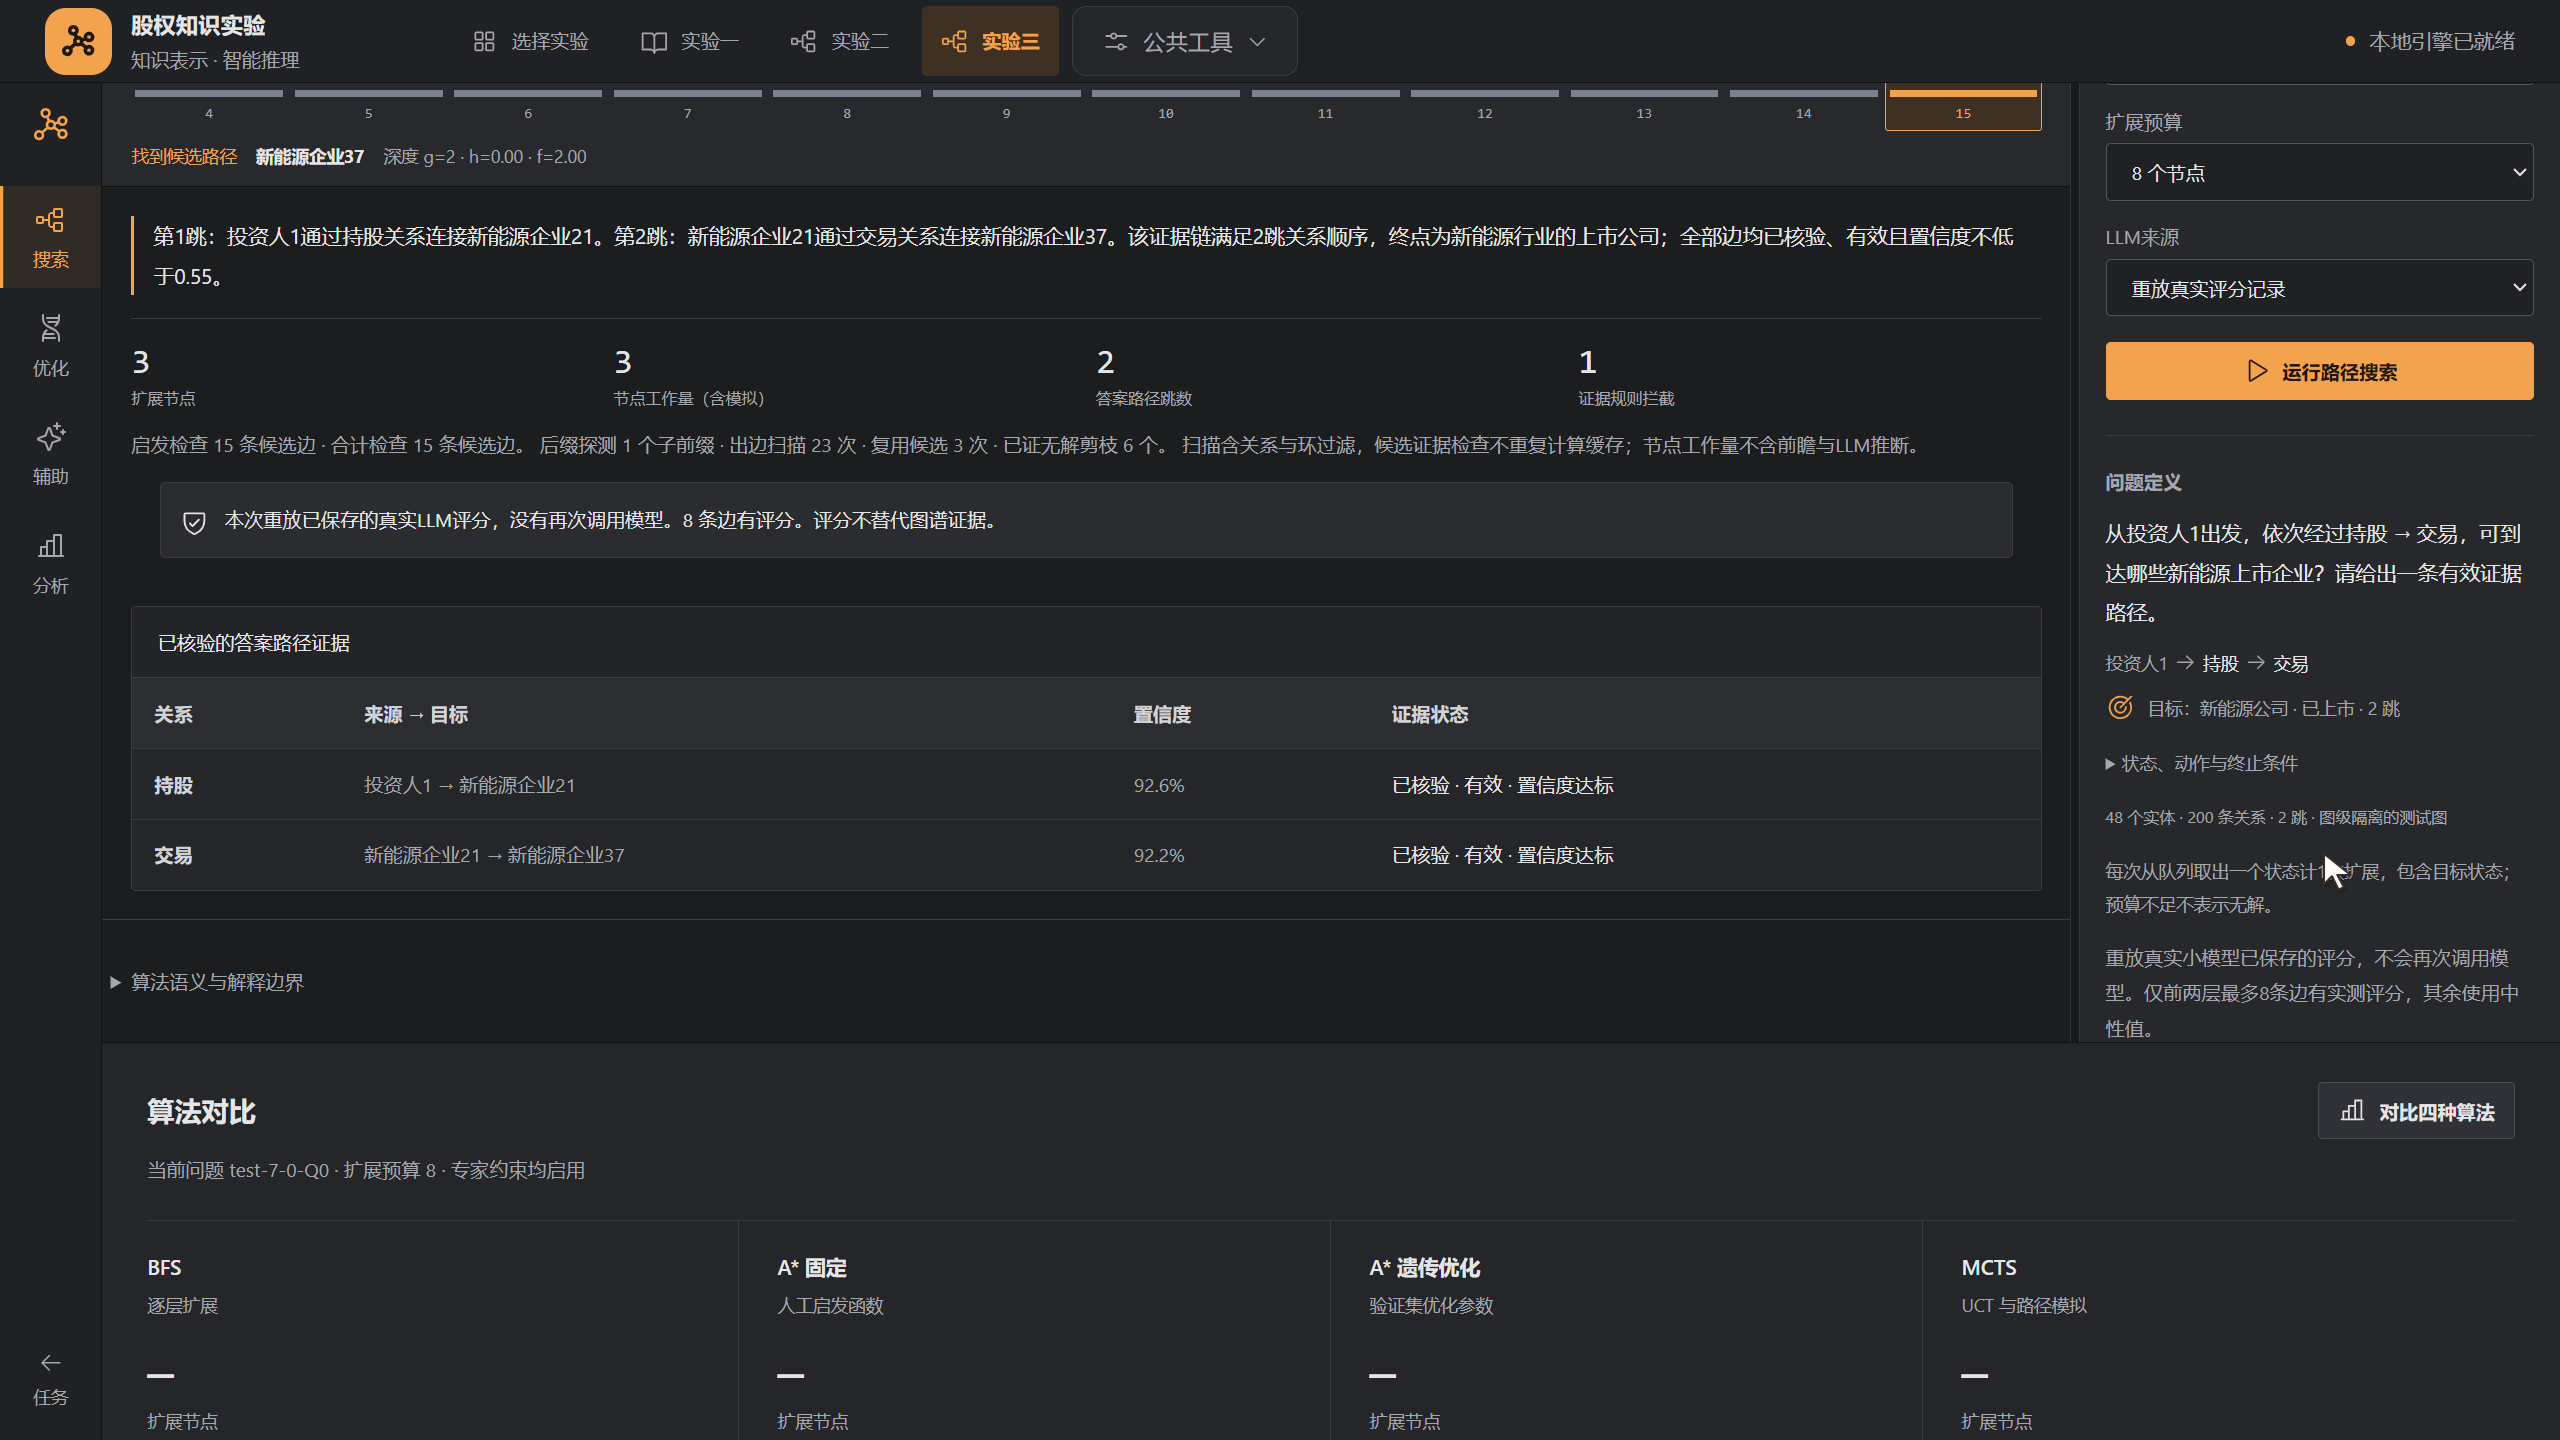 股权知识实验
知识表示 · 智能推理
选择实验
实验一
实验二
实验三
公共工具
本地引擎已就绪
搜索
优化
辅助
分析
任务
4 5 6 7 8 9 10 11 12 13 14 15
找到候选路径 新能源企业37 深度 g=2 · h=0.00 · f=2.00
第1跳：投资人1通过持股关系连接新能源企业21。第2跳：新能源企业21通过交易关系连接新能源企业37。该证据链满足2跳关系顺序，终点为新能源行业的上市公司；全部边均已核验、有效且置信度不低
于0.55。
3
扩展节点
3
节点工作量（含模拟）
2
答案路径跳数
1
证据规则拦截
启发检查 15 条候选边 · 合计检查 15 条候选边。 后缀探测 1 个子前缀 · 出边扫描 23 次 · 复用候选 3 次 · 已证无解剪枝 6 个。 扫描含关系与环过滤，候选证据检查不重复计算缓存；节点工作量不含前瞻与LLM推断。
本次重放已保存的真实LLM评分，没有再次调用模型。8 条边有评分。评分不替代图谱证据。
已核验的答案路径证据
关系 来源 → 目标 置信度 证据状态
持股 投资人1 → 新能源企业21 92.6% 已核验 · 有效 · 置信度达标
交易 新能源企业21 → 新能源企业37 92.2% 已核验 · 有效 · 置信度达标
算法语义与解释边界
扩展预算
8 个节点
LLM来源
重放真实评分记录
运行路径搜索
问题定义
从投资人1出发，依次经过持股 → 交易，可到
达哪些新能源上市企业？请给出一条有效证据
路径。
投资人1 → 持股 → 交易
目标：新能源公司 · 已上市 · 2 跳
状态、动作与终止条件
48 个实体 · 200 条关系 · 2 跳 · 图级隔离的测试图
每次从队列取出一个状态计1 扩展，包含目标状态；
预算不足不表示无解。
重放真实小模型已保存的评分，不会再次调用模
型。仅前两层最多8条边有实测评分，其余使用中
性值。
算法对比
对比四种算法
当前问题 test-7-0-Q0 · 扩展预算 8 · 专家约束均启用
BFS
逐层扩展
—
扩展节点
A* 固定
人工启发函数
—
扩展节点
A* 遗传优化
验证集优化参数
—
扩展节点
MCTS
UCT 与路径模拟
—
扩展节点